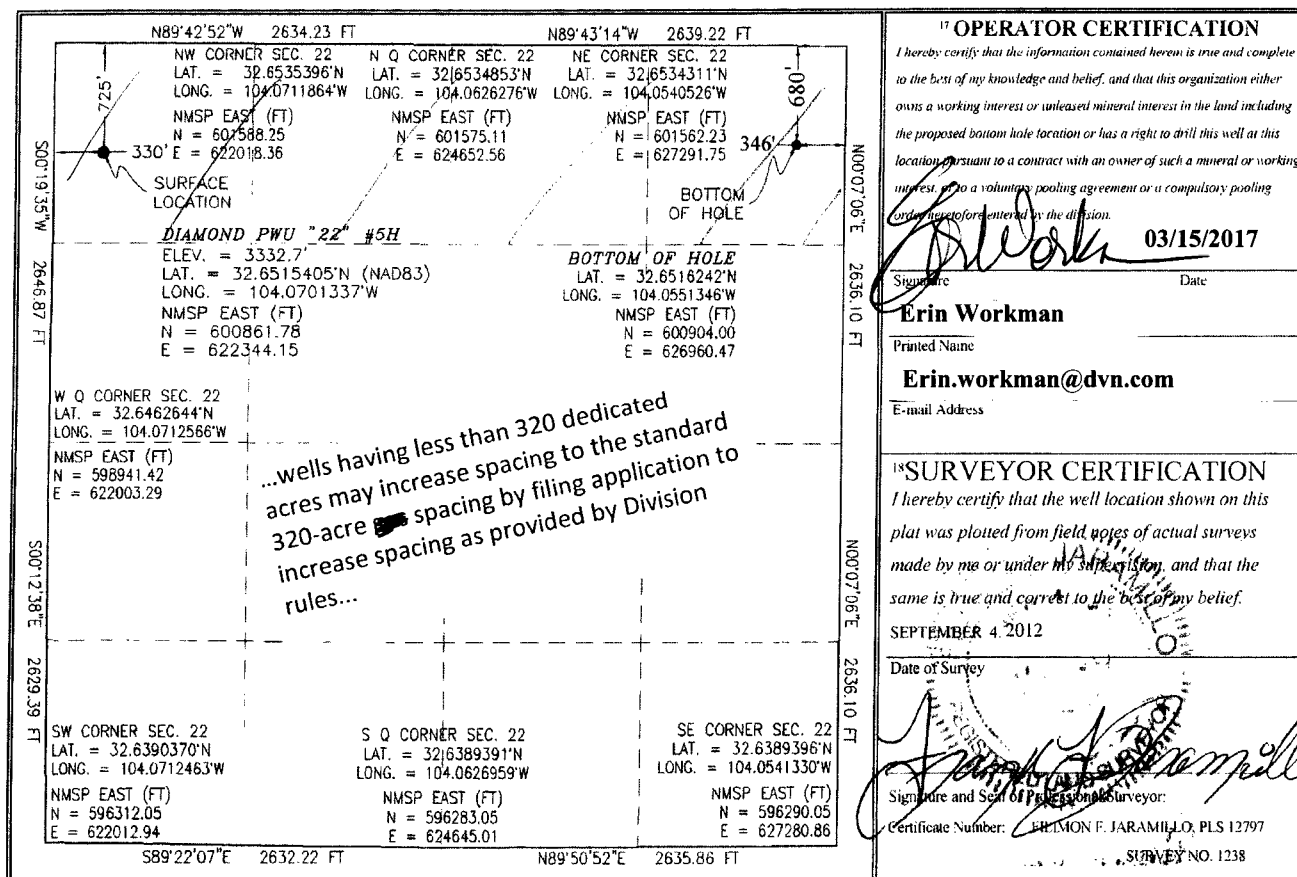 N89°42'52"W 2634.23 FT
N89°43'14"W 2639.22 FT
NW CORNER SEC. 22
LAT. = 32.6535396'N
LONG. = 104.0711864'W
NMSP EAST (FT)
N = 601588.25
E = 622018.36
N Q CORNER SEC. 22
LAT. = 32.6534853'N
LONG. = 104.0626276'W
NMSP EAST (FT)
N = 601575.11
E = 624652.56
NE CORNER SEC. 22
LAT. = 32.6534311'N
LONG. = 104.0540526'W
NMSP EAST (FT)
N = 601562.23
E = 627291.75
725'
330'
680'
346'
SURFACE
LOCATION
BOTTOM
OF HOLE
S00°19'35"W 2646.87 FT
N00°07'06"E 2636.10 FT
DIAMOND PWU "22" #5H
ELEV. = 3332.7'
LAT. = 32.6515405'N (NAD83)
LONG. = 104.0701337'W
NMSP EAST (FT)
N = 600861.78
E = 622344.15
BOTTOM OF HOLE
LAT. = 32.6516242'N
LONG. = 104.0551346'W
NMSP EAST (FT)
N = 600904.00
E = 626960.47
W Q CORNER SEC. 22
LAT. = 32.6462644'N
LONG. = 104.0712566'W
NMSP EAST (FT)
N = 598941.42
E = 622003.29
...wells having less than 320 dedicated
acres may increase spacing to the standard
320-acre spacing by filing application to
increase spacing as provided by Division
rules...
S00°12'38"E 2629.39 FT
N00°07'06"E 2636.10 FT
SW CORNER SEC. 22
LAT. = 32.6390370'N
LONG. = 104.0712463'W
NMSP EAST (FT)
N = 596312.05
E = 622012.94
S Q CORNER SEC. 22
LAT. = 32.6389391'N
LONG. = 104.0626959'W
NMSP EAST (FT)
N = 596283.05
E = 624645.01
SE CORNER SEC. 22
LAT. = 32.6389396'N
LONG. = 104.0541330'W
NMSP EAST (FT)
N = 596290.05
E = 627280.86
S89°22'07"E 2632.22 FT
N89°50'52"E 2635.86 FT
17 OPERATOR CERTIFICATION
I hereby certify that the information contained herein is true and complete
to the best of my knowledge and belief, and that this organization either
owns a working interest or unleased mineral interest in the land including
the proposed bottom hole location or has a right to drill this well at this
location pursuant to a contract with an owner of such a mineral or working
interest, or to a voluntary pooling agreement or a compulsory pooling
order heretofore entered by the division.
03/15/2017
Signature Date
Erin Workman
Printed Name
Erin.workman@dvn.com
E-mail Address
18 SURVEYOR CERTIFICATION
I hereby certify that the well location shown on this
plat was plotted from field notes of actual surveys
made by me or under my supervision, and that the
same is true and correct to the best of my belief.
SEPTEMBER 4, 2012
Date of Survey
JARAMILLO
Signature and Seal of Professional Surveyor:
Certificate Number: FILIMON F. JARAMILLO, PLS 12797
SURVEY NO. 1238